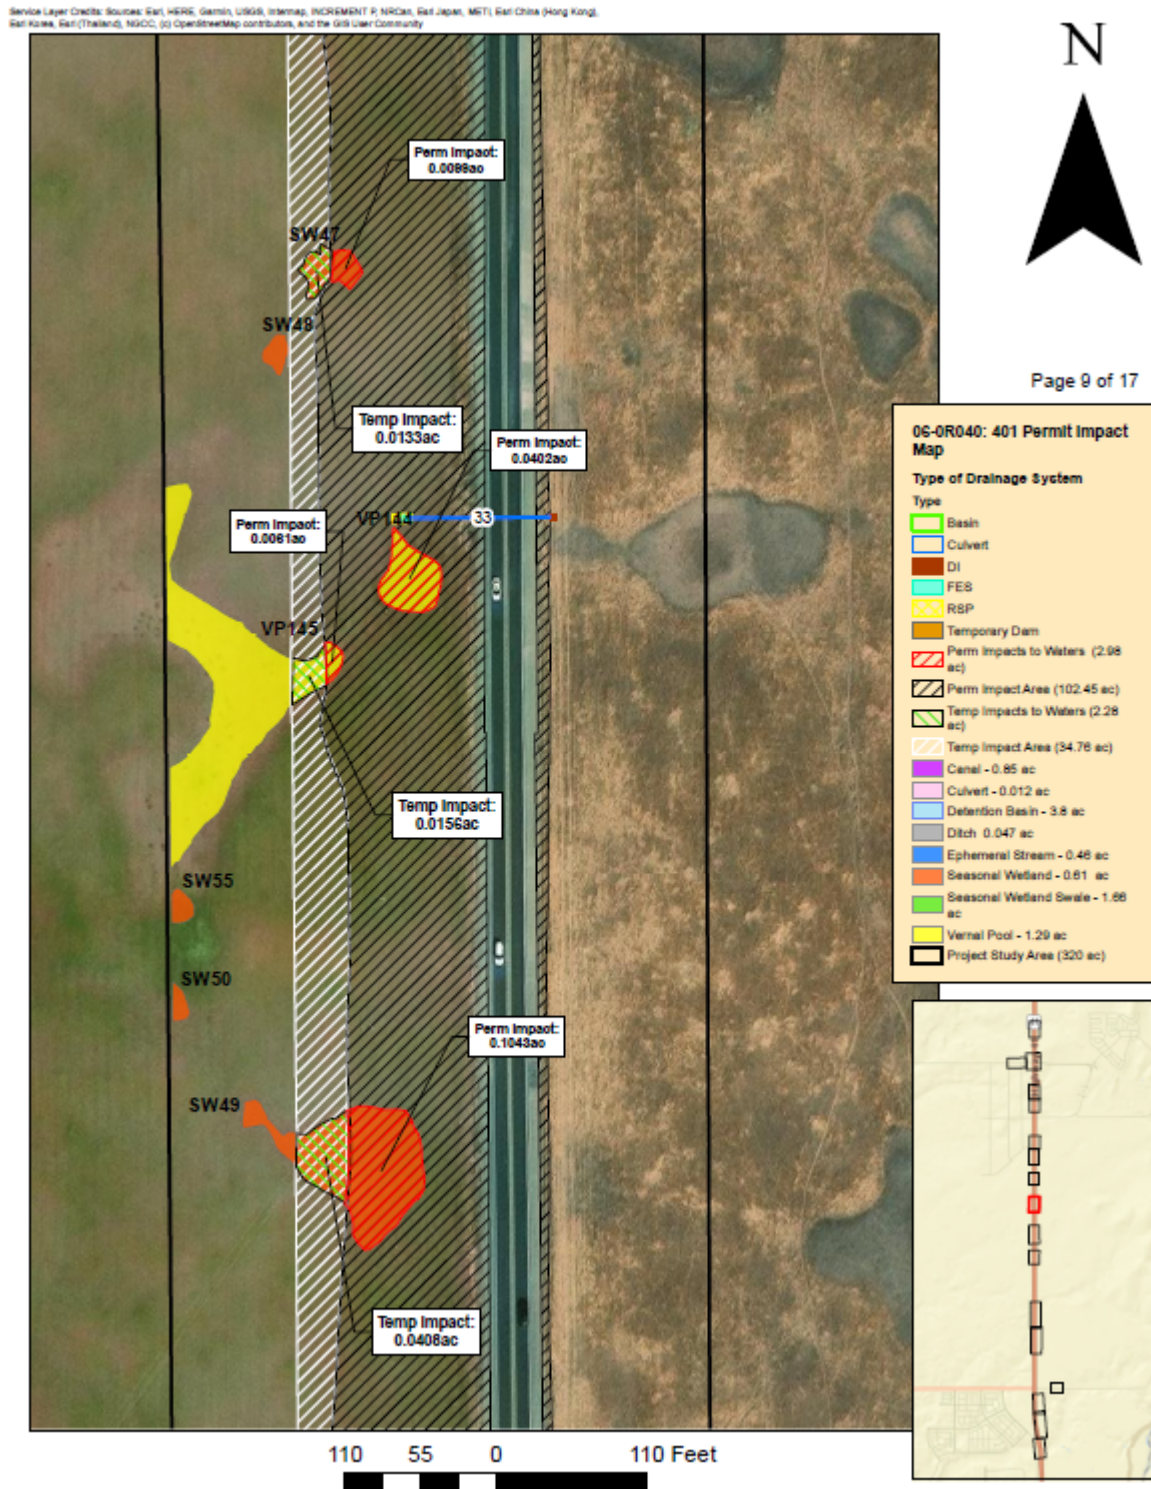 Service Layer Credits: Sources: Esri, HERE, Garmin, USGS, Intermap, INCREMENT P, NRCan, Esri Japan, METI, Esri China (Hong Kong),
Esri Korea, Esri (Thailand), NGCC, (c) OpenStreetMap contributors, and the GIS User Community
N
Page 9 of 17
Perm Impact:
0.0099ac
SW47
SW48
Temp Impact:
0.0133ac
Perm Impact:
0.0402ac
VP144
33
Perm Impact:
0.0061ac
VP145
Temp Impact:
0.0156ac
SW55
SW50
Perm Impact:
0.1043ac
SW49
Temp Impact:
0.0408ac
06-0R040: 401 Permit Impact
Map
Type of Drainage System
Type
Basin
Culvert
DI
FES
RSP
Temporary Dam
Perm Impacts to Waters (2.98
ac)
Perm Impact Area (102.45 ac)
Temp Impacts to Waters (2.28
ac)
Temp Impact Area (34.76 ac)
Canal - 0.85 ac
Culvert - 0.012 ac
Detention Basin - 3.8 ac
Ditch 0.047 ac
Ephemeral Stream - 0.46 ac
Seasonal Wetland - 0.61 ac
Seasonal Wetland Swale - 1.66
ac
Vernal Pool - 1.29 ac
Project Study Area (320 ac)
110 55 0 110 Feet